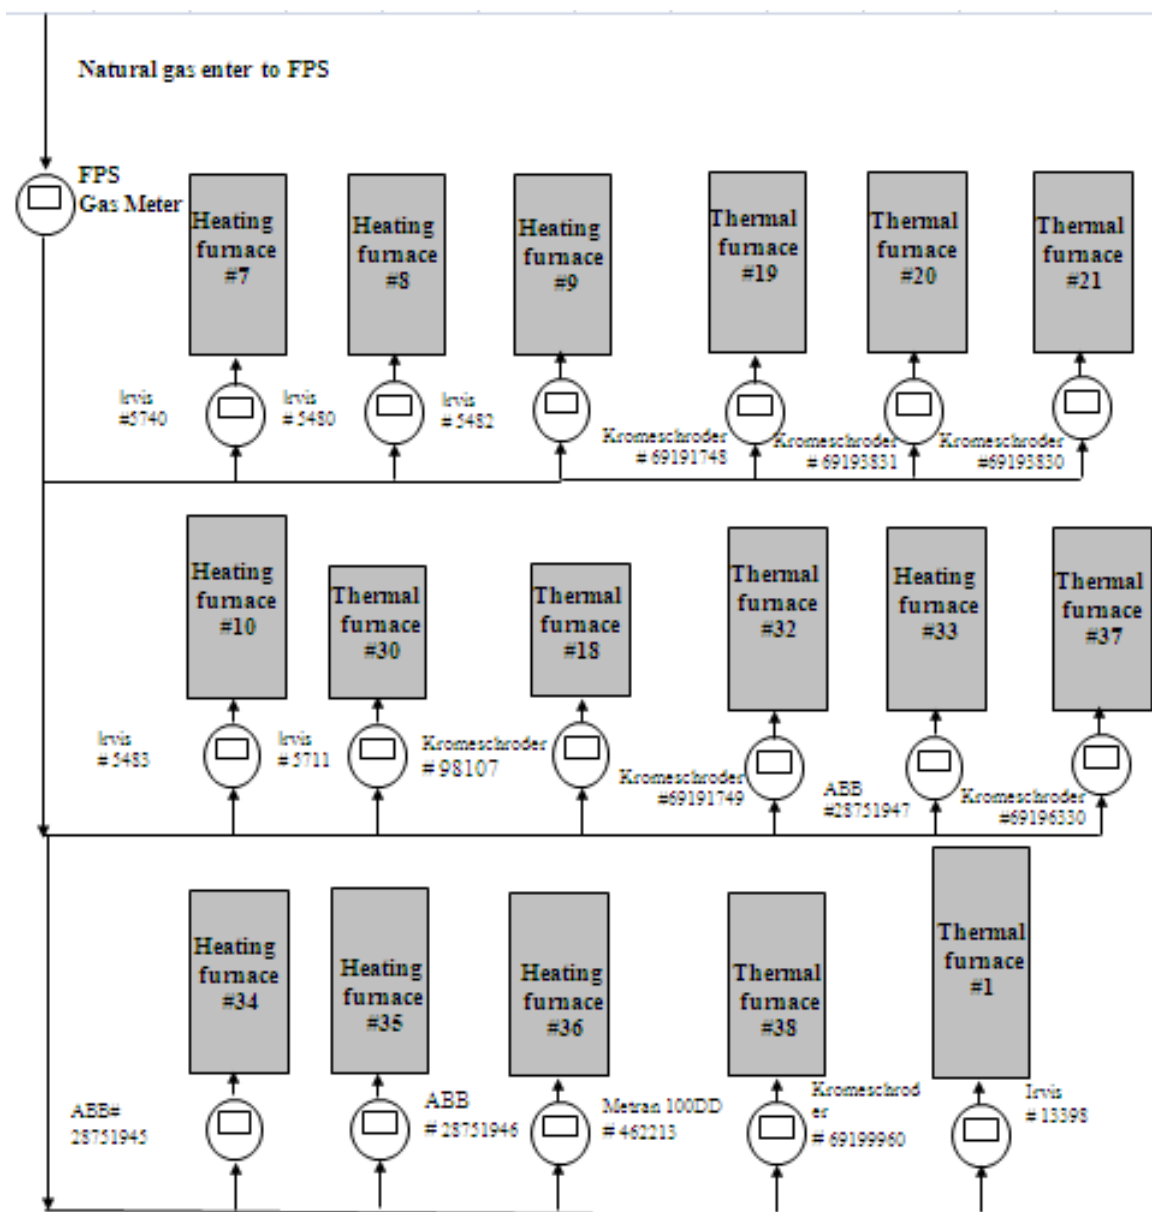 Natural gas enter to FPS
FPS
Gas Meter
Heating
furnace
#7
Heating
furnace
#8
Heating
furnace
#9
Thermal
furnace
#19
Thermal
furnace
#20
Thermal
furnace
#21
Irvis
#5740
Irvis
# 5480
Irvis
# 5482
Kromeschroder
# 69191748
Kromeschroder
# 69193831
Kromeschroder
#69193830
Heating
furnace
#10
Thermal
furnace
#30
Thermal
furnace
#18
Thermal
furnace
#32
Heating
furnace
#33
Thermal
furnace
#37
Irvis
# 5483
Irvis
# 5711
Kromeschroder
# 98107
Kromeschroder
#69191749
ABB
#28751947
Kromeschroder
#69196330
Heating
furnace
#34
Heating
furnace
#35
Heating
furnace
#36
Thermal
furnace
#38
Thermal
furnace
#1
ABB#
28751945
ABB
# 28751946
Metran 100DD
# 462213
Kromeschrod
er
# 69199960
Irvis
# 13398